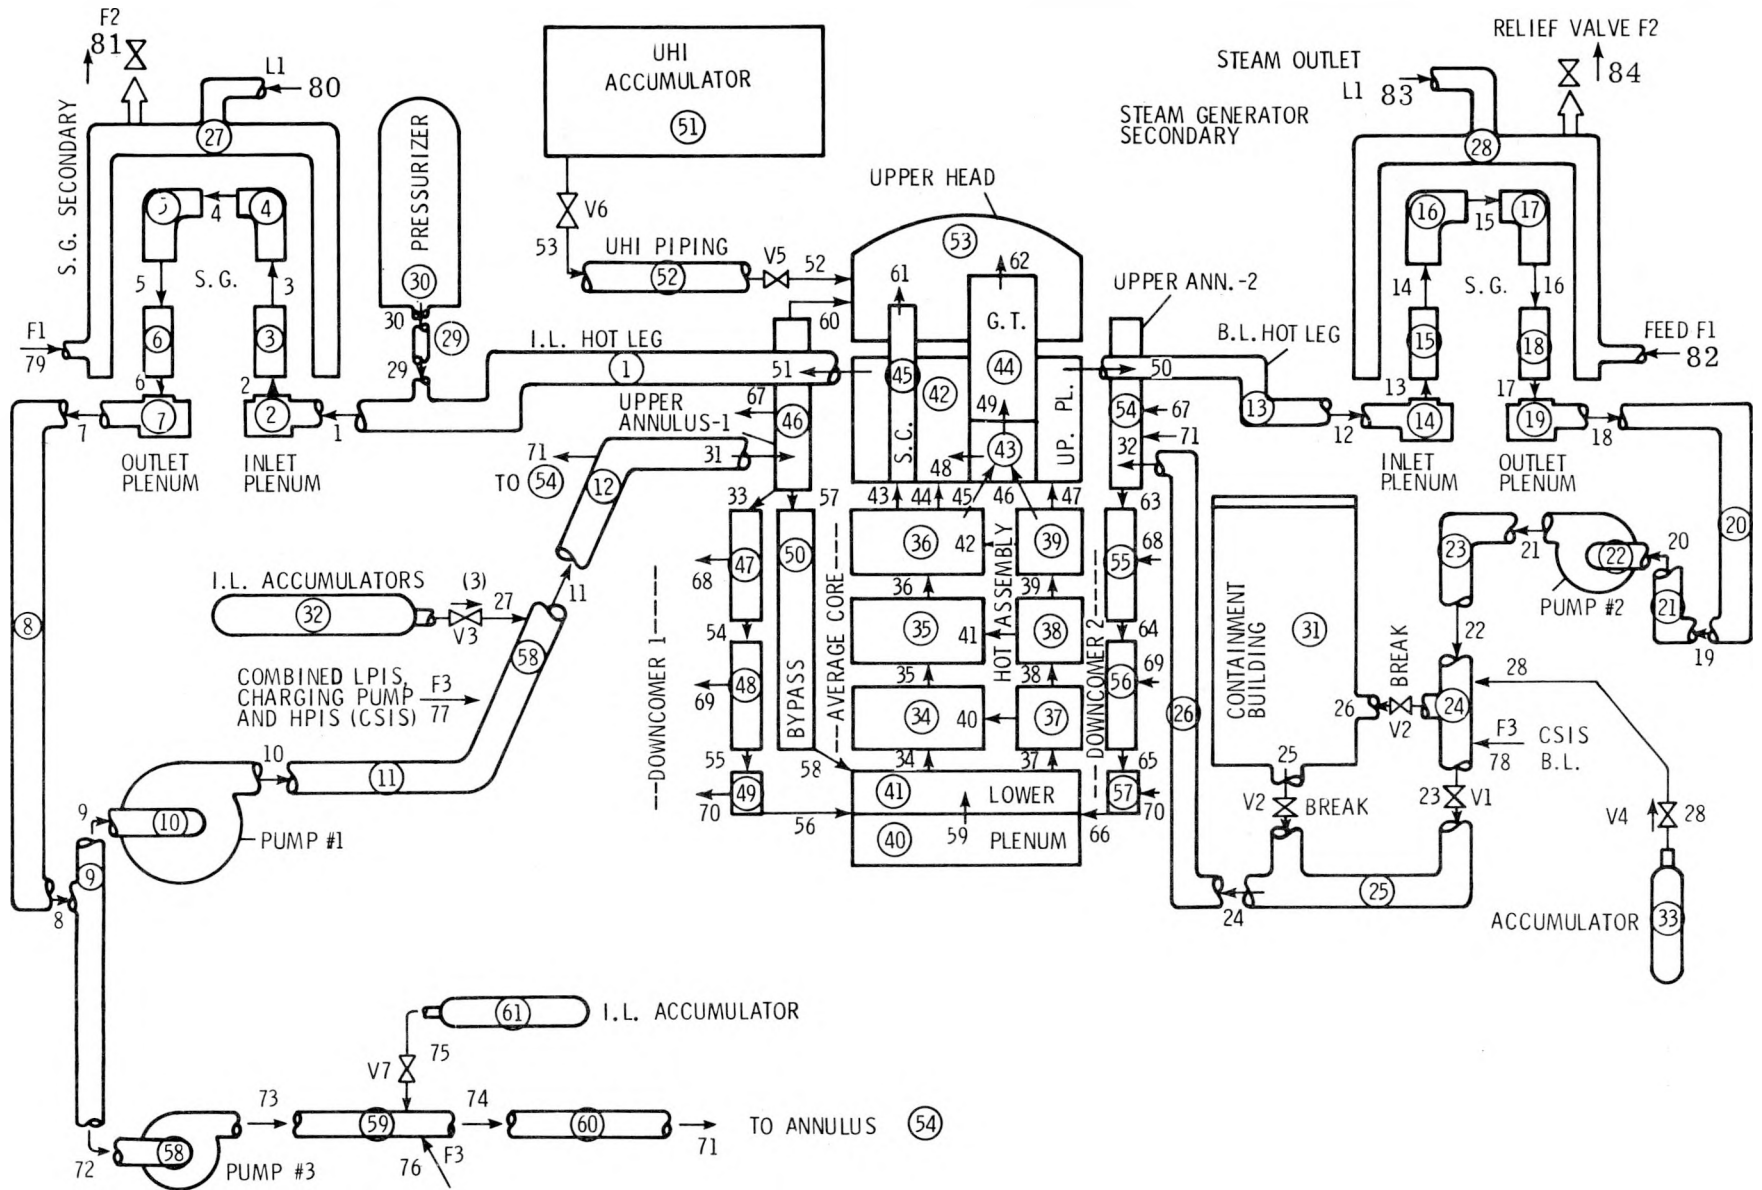 F2
81
L1
80
27
S.G. SECONDARY
5
4
4
5
3
S.G.
6
3
F1
79
6
2
7
2
7
1
OUTLET
PLENUM
INLET
PLENUM
PRESSURIZER
30
30
29
29
UHI
ACCUMULATOR
51
V6
53
UHI PIPING
52
V5
52
60
I.L. HOT LEG
1
51
UPPER
ANNULUS-1
67
46
31
71
TO 54
12
33
57
UPPER HEAD
53
61
62
G.T.
44
45
42
49
S.C.
UP. PL.
43
48
43
44
45
46
47
UPPER ANN.-2
B.L.HOT LEG
50
54
67
32
71
63
13
12
STEAM OUTLET
L1
83
RELIEF VALVE F2
84
STEAM GENERATOR
SECONDARY
28
16
15
17
14
S.G.
16
15
18
FEED F1
82
13
17
14
19
18
INLET
PLENUM
OUTLET
PLENUM
20
23
21
22
20
PUMP #2
21
19
22
CONTAINMENT
BUILDING
31
BREAK
V2
26
24
28
F3
78
CSIS
B.L.
25
V2
BREAK
23
V1
25
24
26
V4
28
ACCUMULATOR
33
47
68
54
48
69
55
49
70
56
DOWNCOMER 1
50
BYPASS
58
AVERAGE CORE
36
42
39
36
39
35
41
38
35
38
34
40
37
34
37
HOT ASSEMBLY
DOWNCOMER 2
55
68
64
56
69
65
57
70
66
41
LOWER
59
40
PLENUM
I.L. ACCUMULATORS
(3)
32
27
V3
11
58
COMBINED LPIS,
CHARGING PUMP
AND HPIS (CSIS)
F3
77
8
10
11
9
10
PUMP #1
9
8
61
I.L. ACCUMULATOR
75
V7
73
59
74
60
71
TO ANNULUS 54
F3
76
72
58
PUMP #3